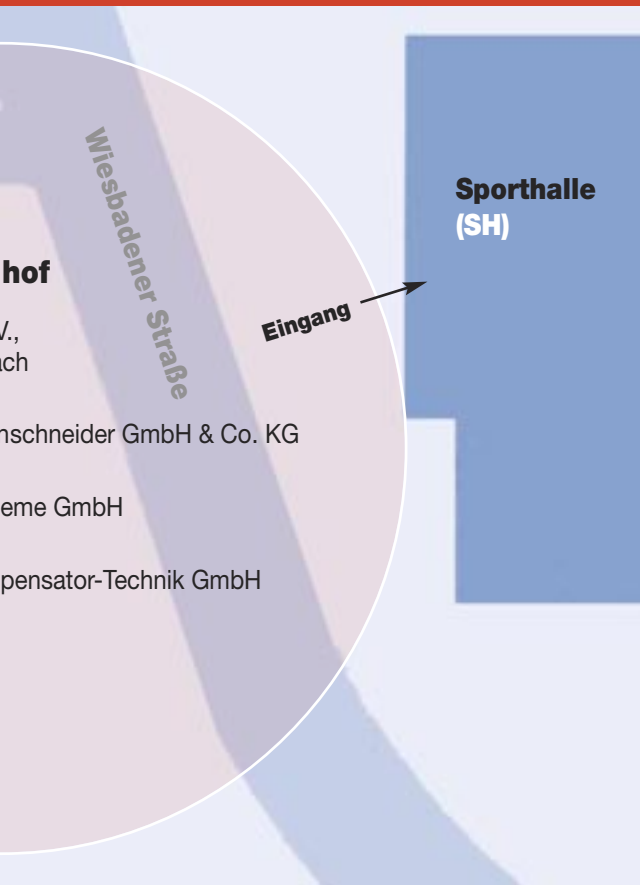 Wiesbadener Straße
Sporthalle
(SH)
hof
Eingang
V.,
ach
nschneider GmbH & Co. KG
eme GmbH
pensator-Technik GmbH